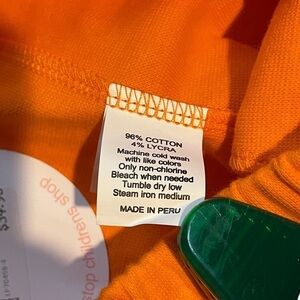 96% COTTON
4% LYCRA
Machine cold wash
with like colors
Only non-chlorine
Bleach when needed
Tumble dry low
Steam iron medium
MADE IN PERU
stop childrens shop